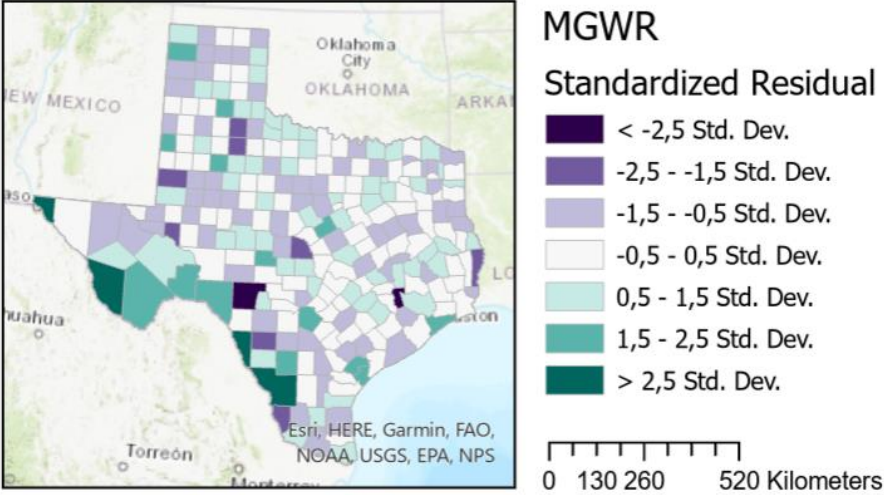 MGWR
Standardized Residual
< -2,5 Std. Dev.
-2,5 - -1,5 Std. Dev.
-1,5 - -0,5 Std. Dev.
-0,5 - 0,5 Std. Dev.
0,5 - 1,5 Std. Dev.
1,5 - 2,5 Std. Dev.
> 2,5 Std. Dev.
0 130 260 520 Kilometers
Oklahoma
City
OKLAHOMA
EW MEXICO
ARKA
aso
LO
huahua
ston
Esri, HERE, Garmin, FAO,
NOAA, USGS, EPA, NPS
Torreón
Monterrey